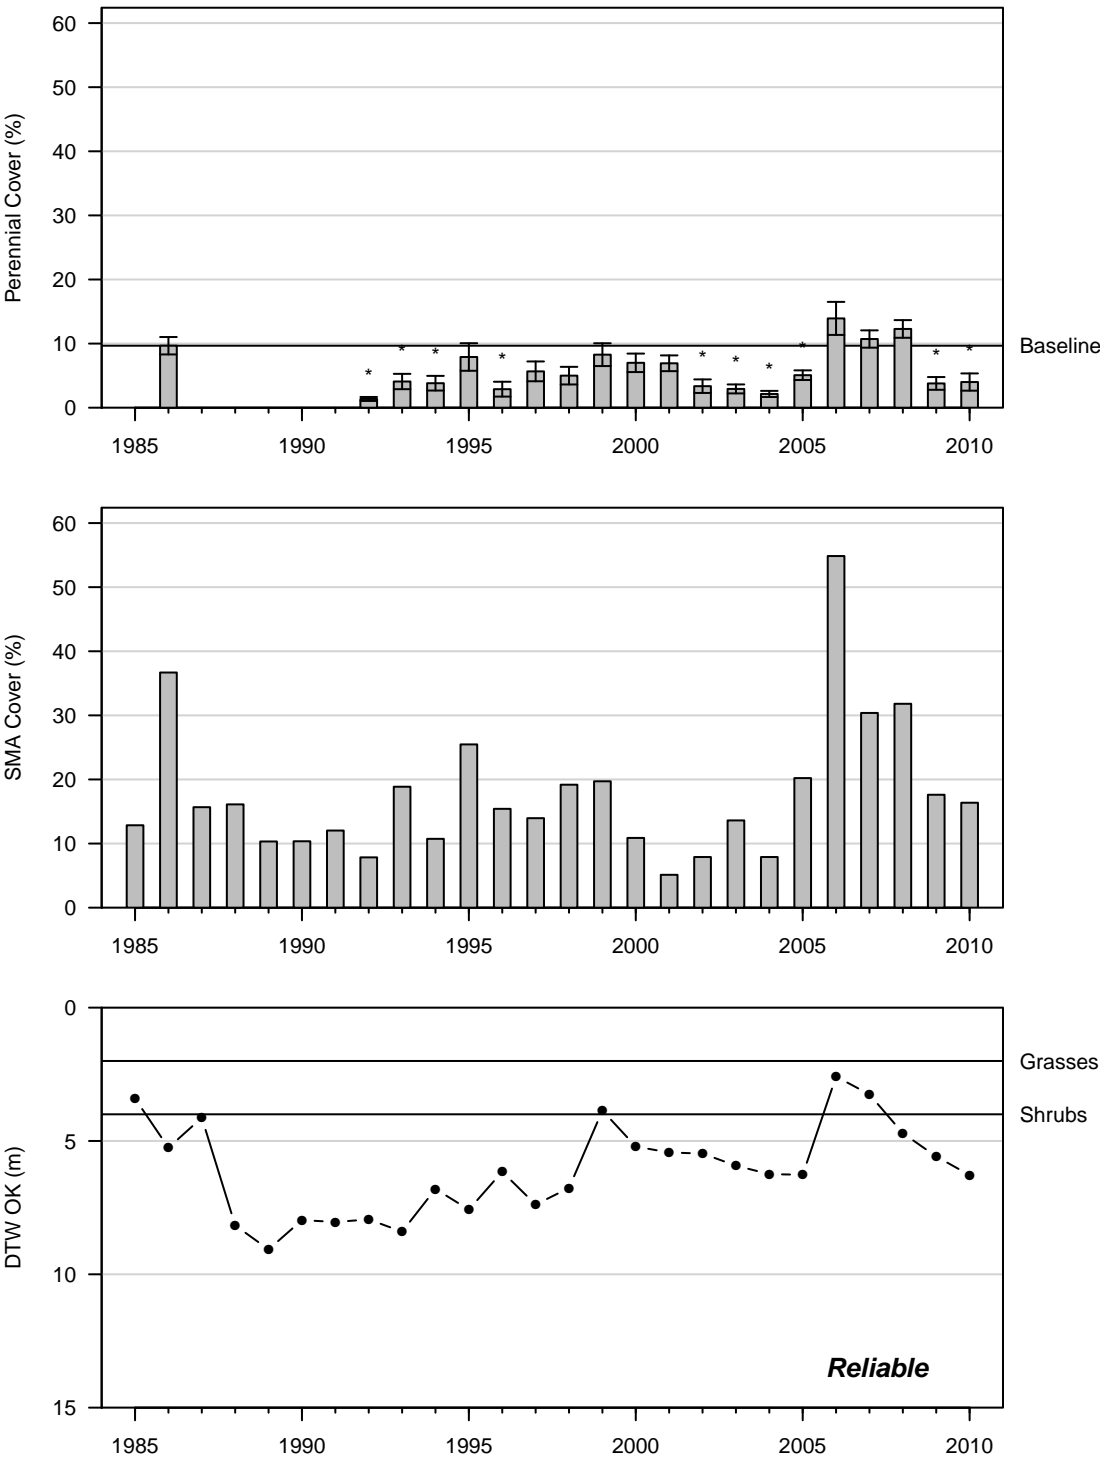 60
50
40
30
20
10
0
Perennial Cover (%)
* * * * * * * * * *
Baseline
1985 1990 1995 2000 2005 2010
60
50
40
30
20
10
0
SMA Cover (%)
1985 1990 1995 2000 2005 2010
0
5
10
15
DTW OK (m)
Grasses
Shrubs
Reliable
1985 1990 1995 2000 2005 2010